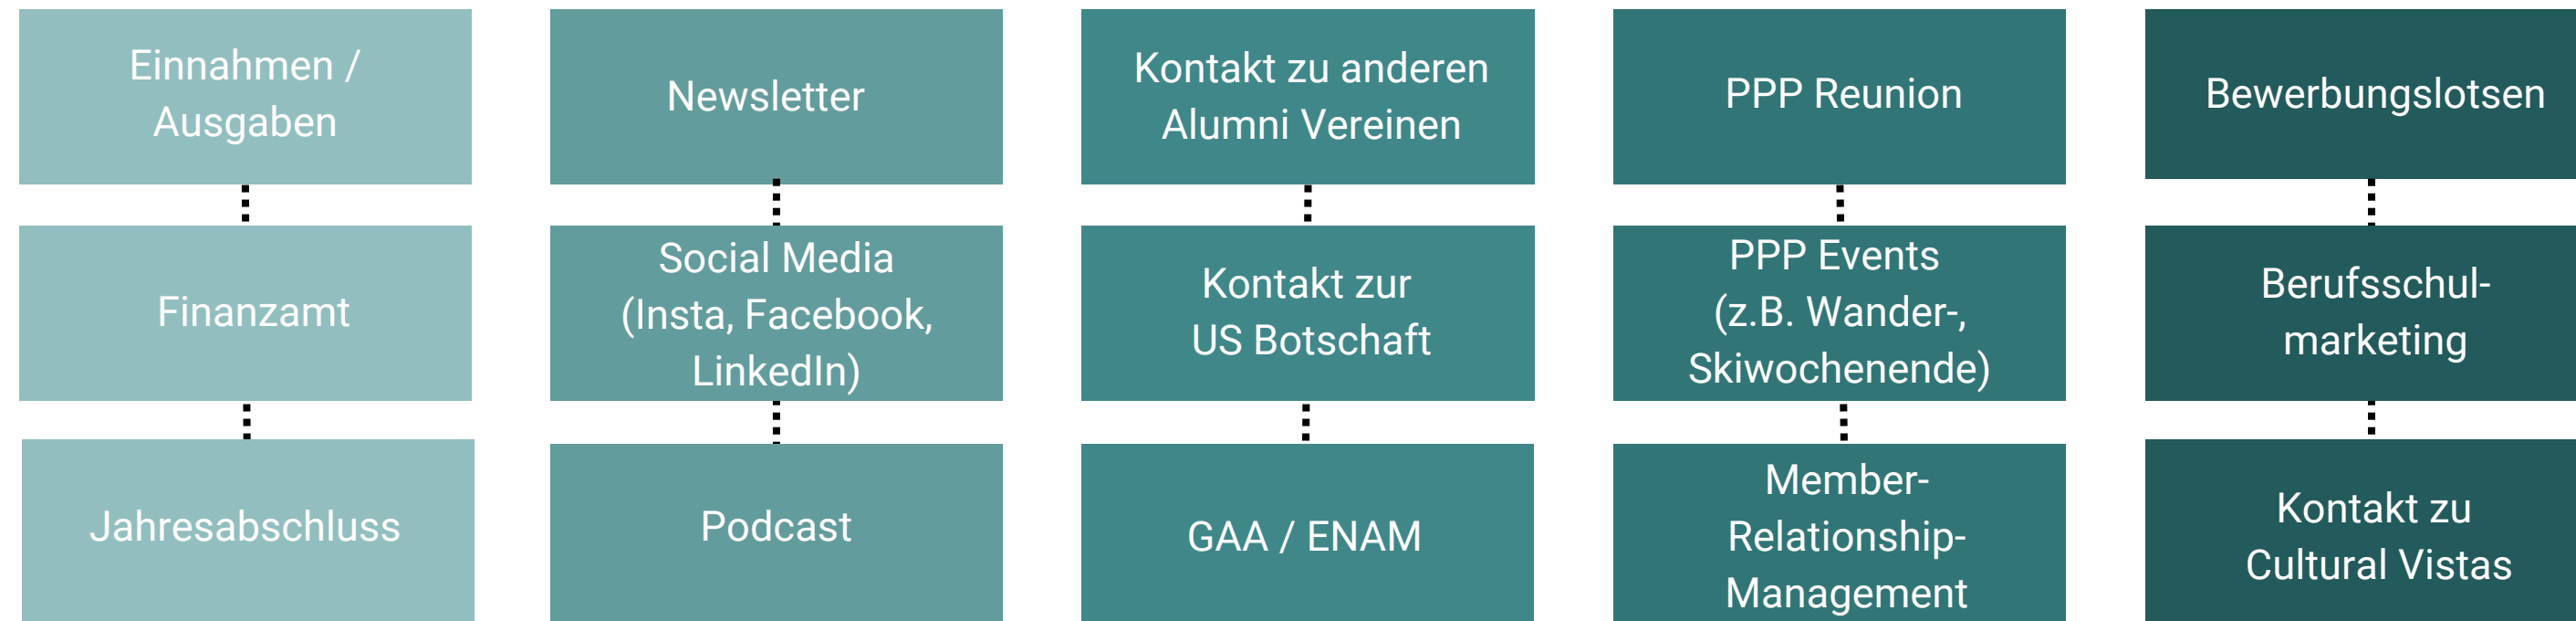 Einnahmen /
Ausgaben
Finanzamt
Jahresabschluss
Newsletter
Social Media
(Insta, Facebook,
LinkedIn)
Podcast
Kontakt zu anderen
Alumni Vereinen
Kontakt zur
US Botschaft
GAA / ENAM
PPP Reunion
PPP Events
(z.B. Wander-,
Skiwochenende)
Member-
Relationship-
Management
Bewerbungslotsen
Berufsschul-
marketing
Kontakt zu
Cultural Vistas